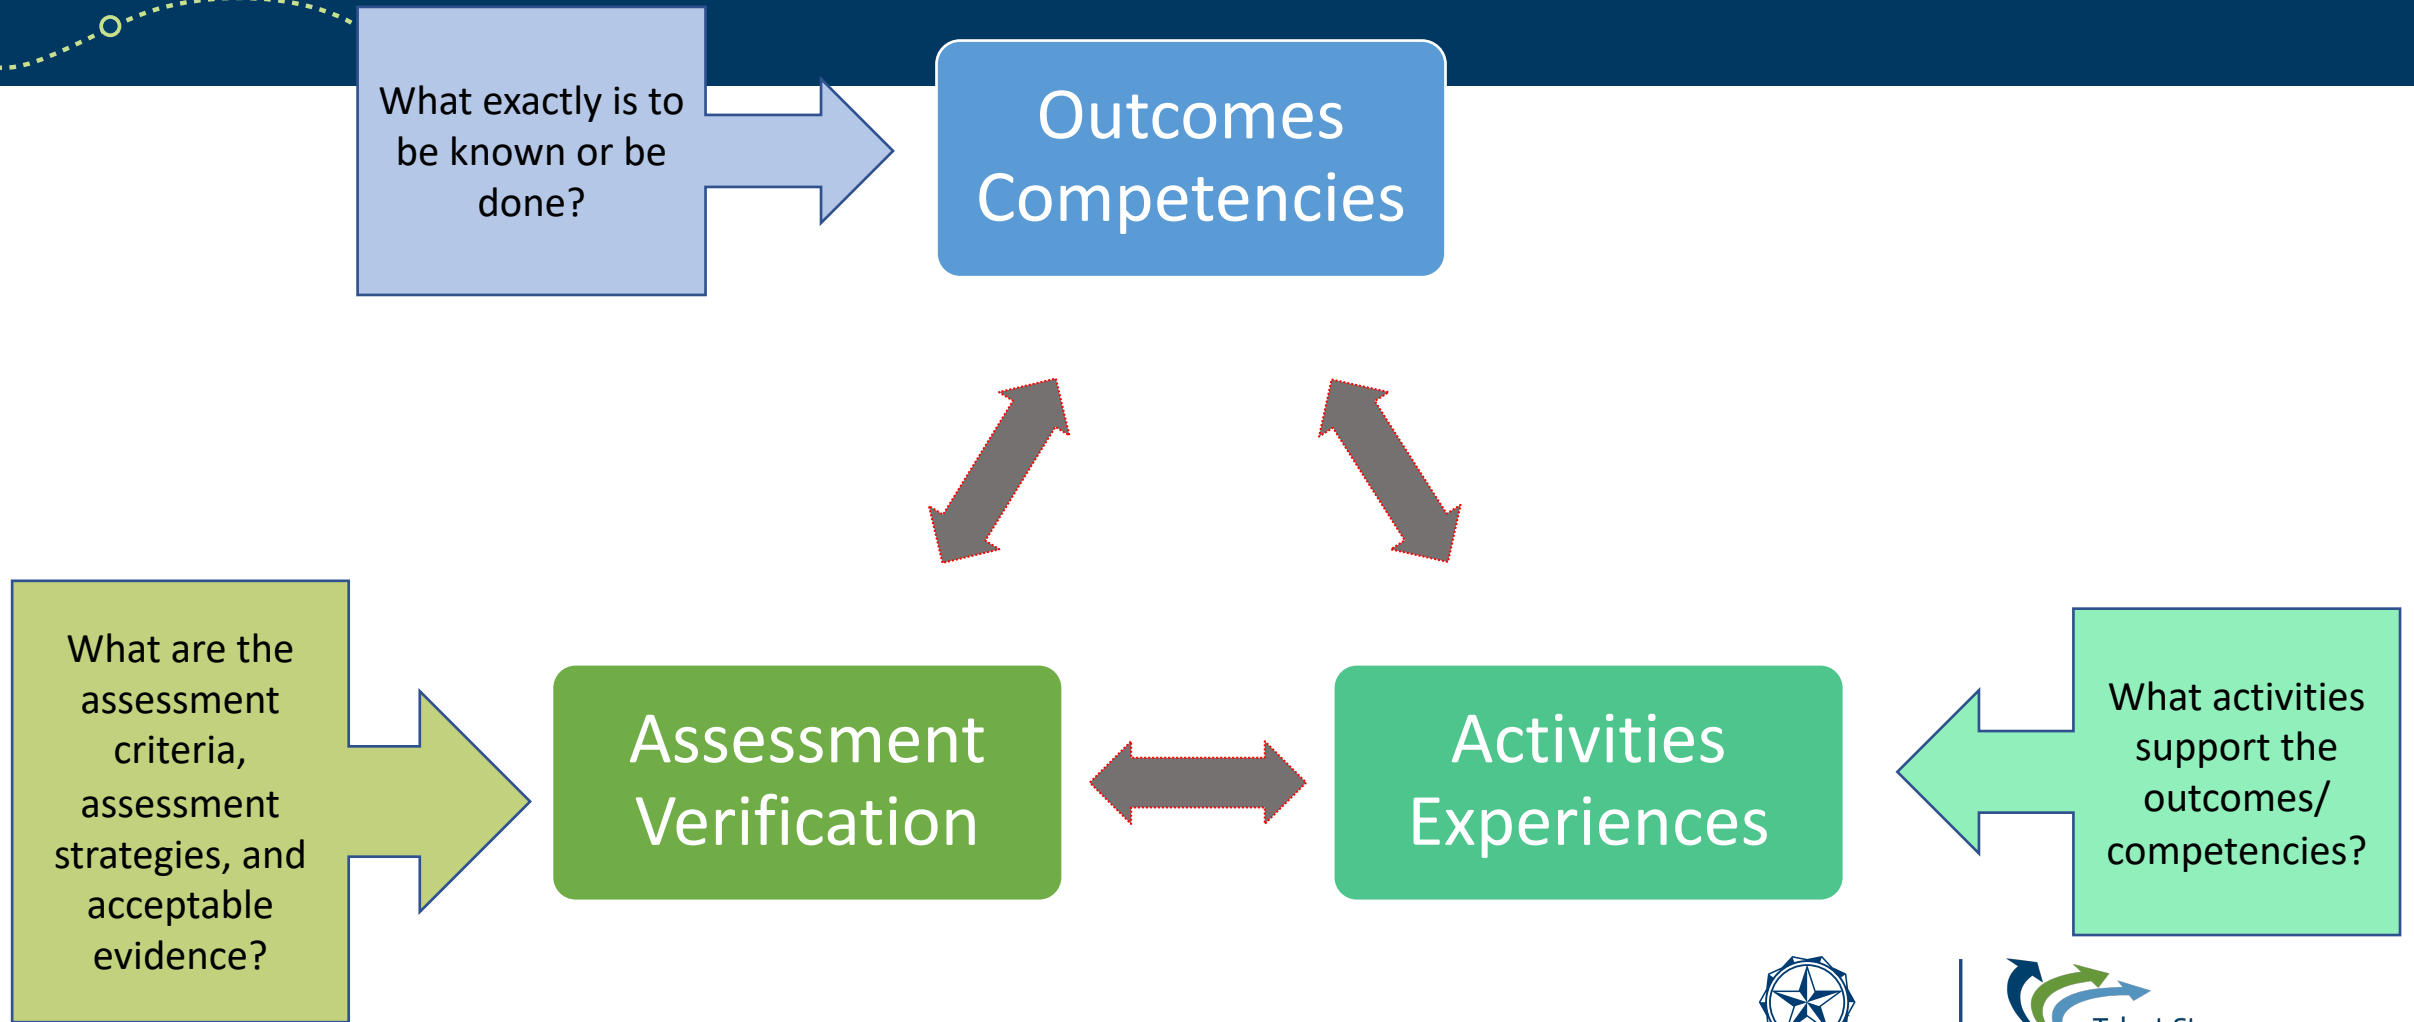 What exactly is to
be known or be
done?
Outcomes
Competencies
What are the
assessment
criteria,
assessment
strategies, and
acceptable
evidence?
Assessment
Verification
Activities
Experiences
What activities
support the
outcomes/
competencies?